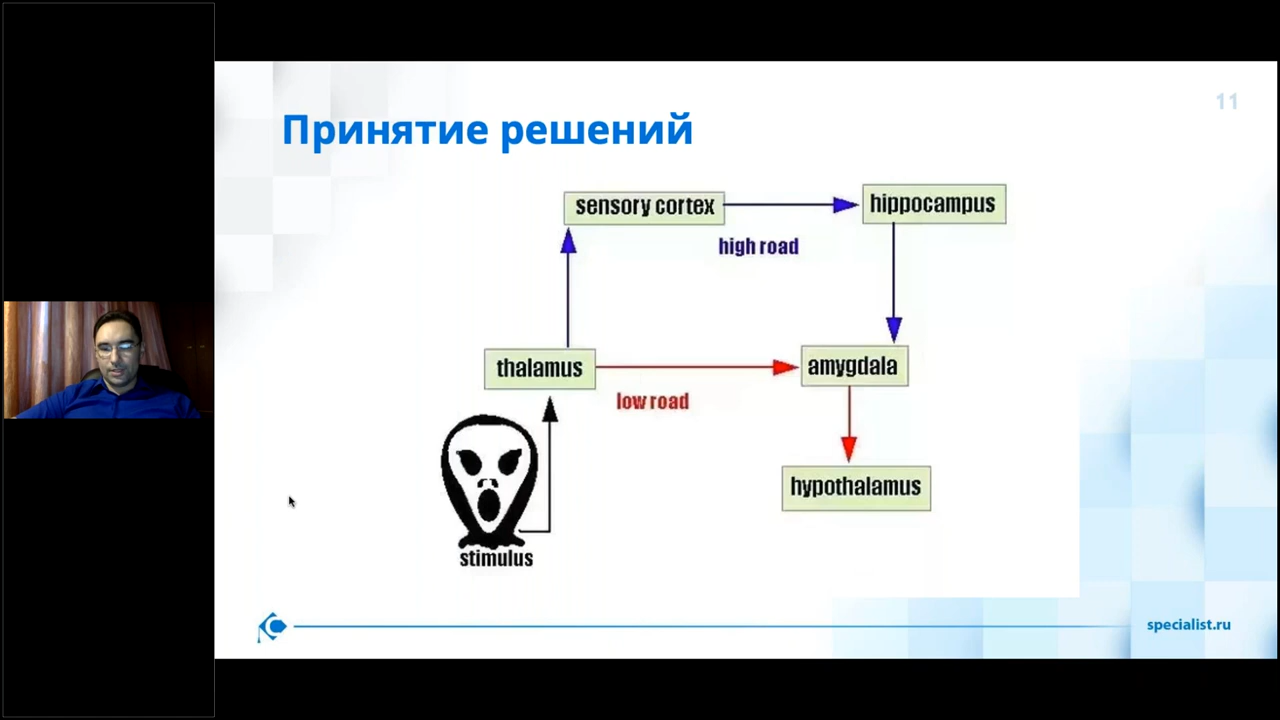 11
Принятие решений
sensory cortex
hippocampus
high road
thalamus
amygdala
low road
hypothalamus
stimulus
specialist.ru